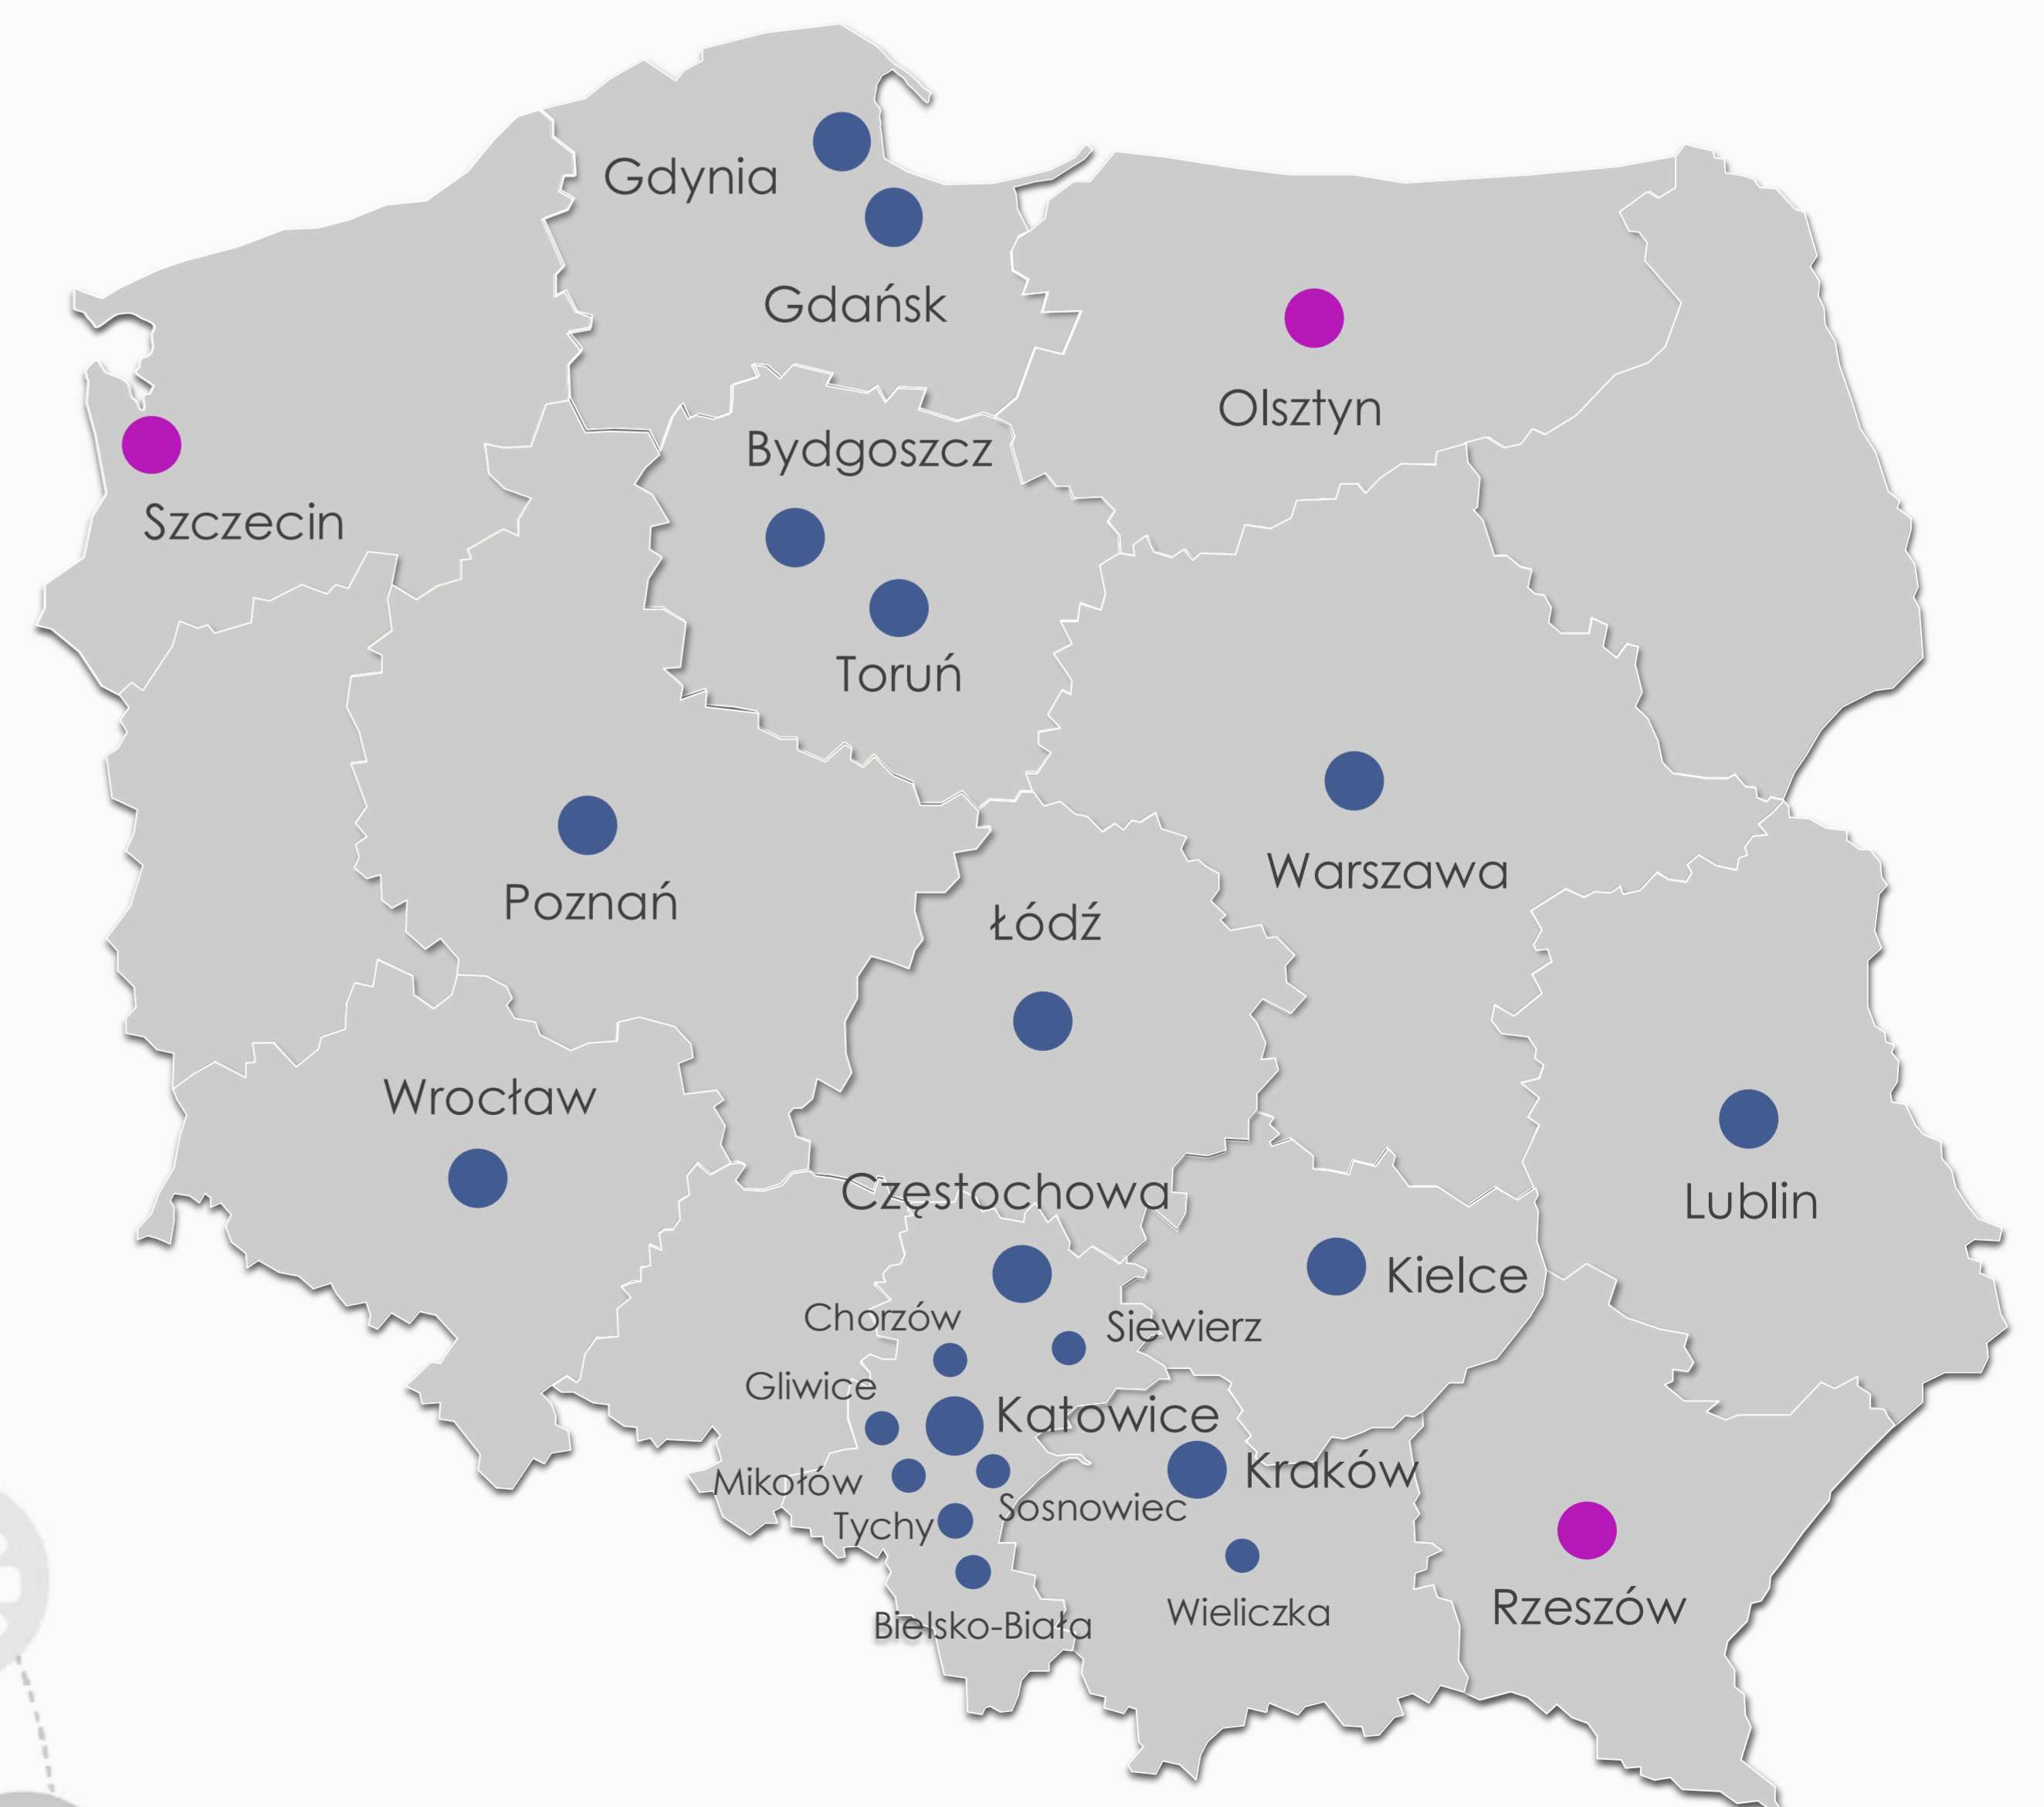 Gdynia
Gdańsk
Olsztyn
Bydgoszcz
Szczecin
Toruń
Warszawa
Poznań
Łódź
Wrocław
Częstochowa
Lublin
Kielce
Chorzów
Siewierz
Gliwice
Katowice
Kraków
Mikołów
Sosnowiec
Tychy
Rzeszów
Wieliczka
Bielsko-Biała